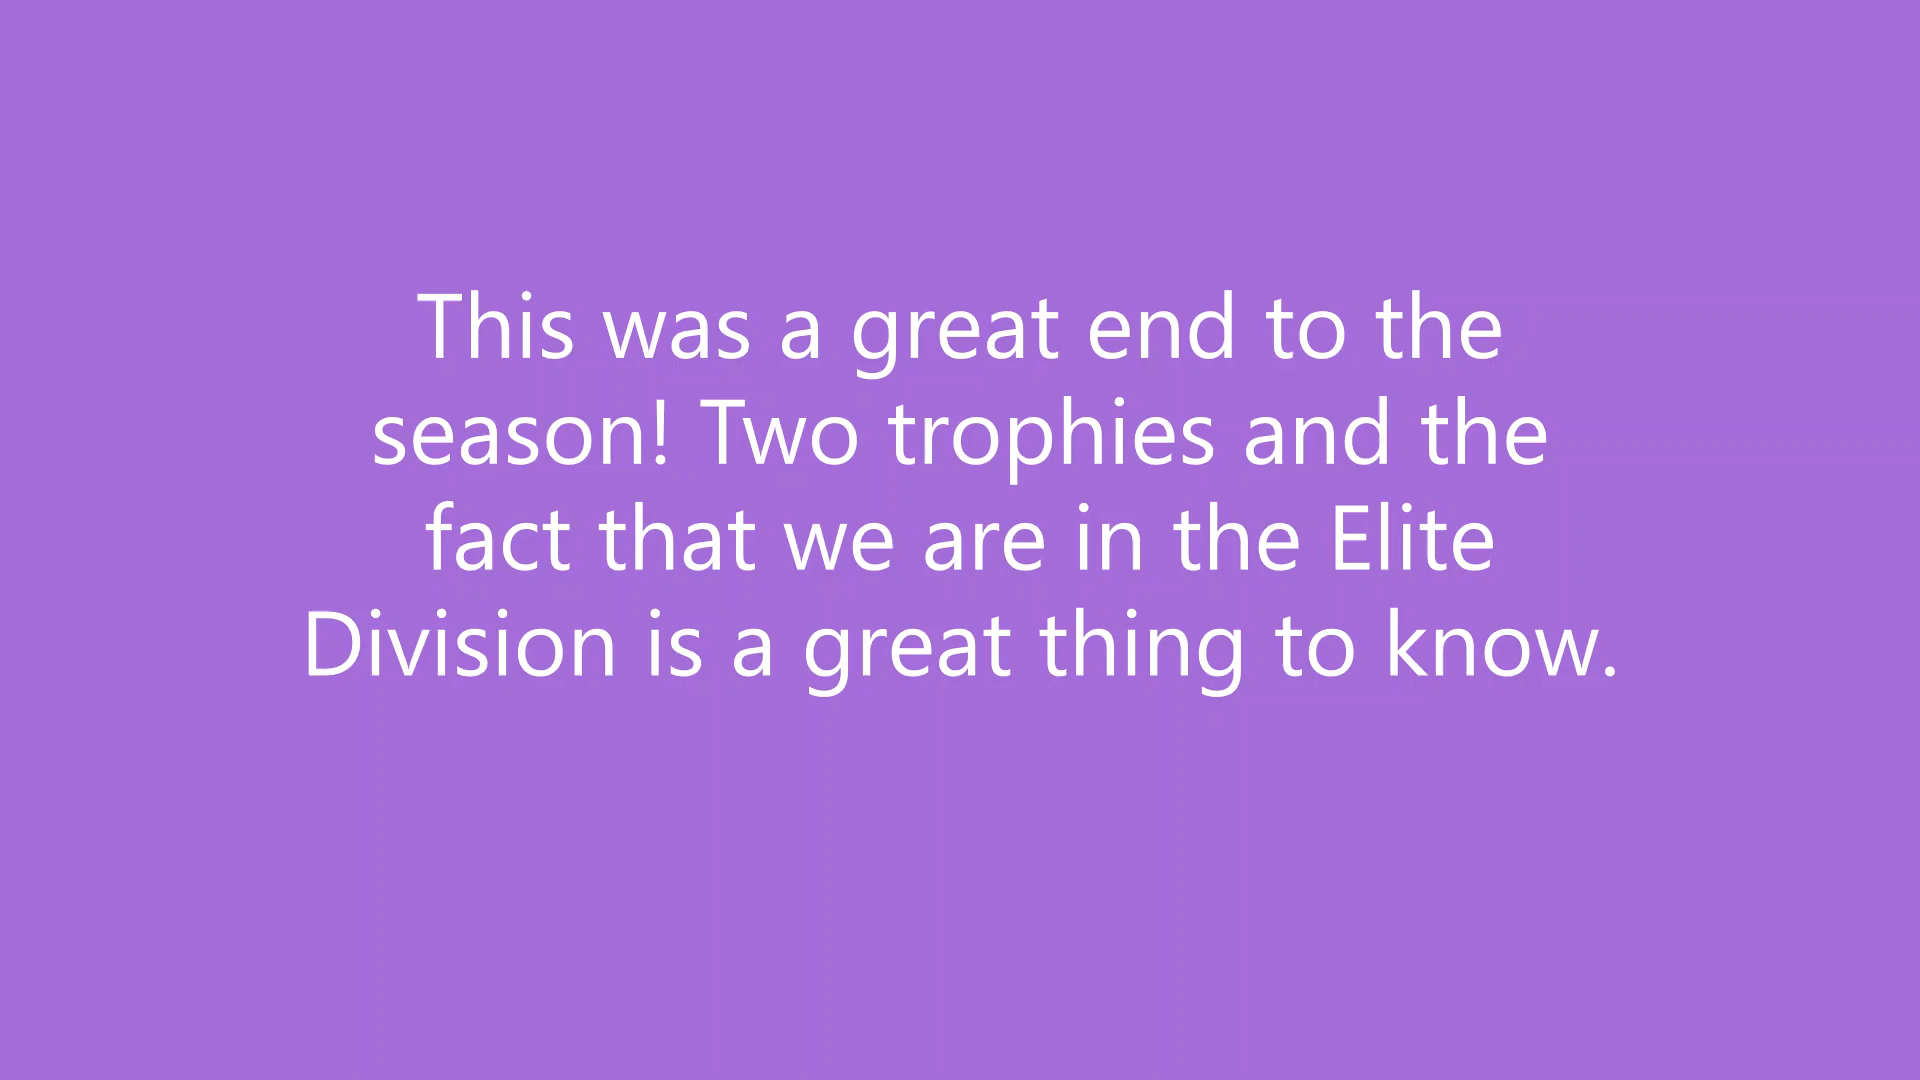 This was a great end to the
season! Two trophies and the
fact that we are in the Elite
Division is a great thing to know.